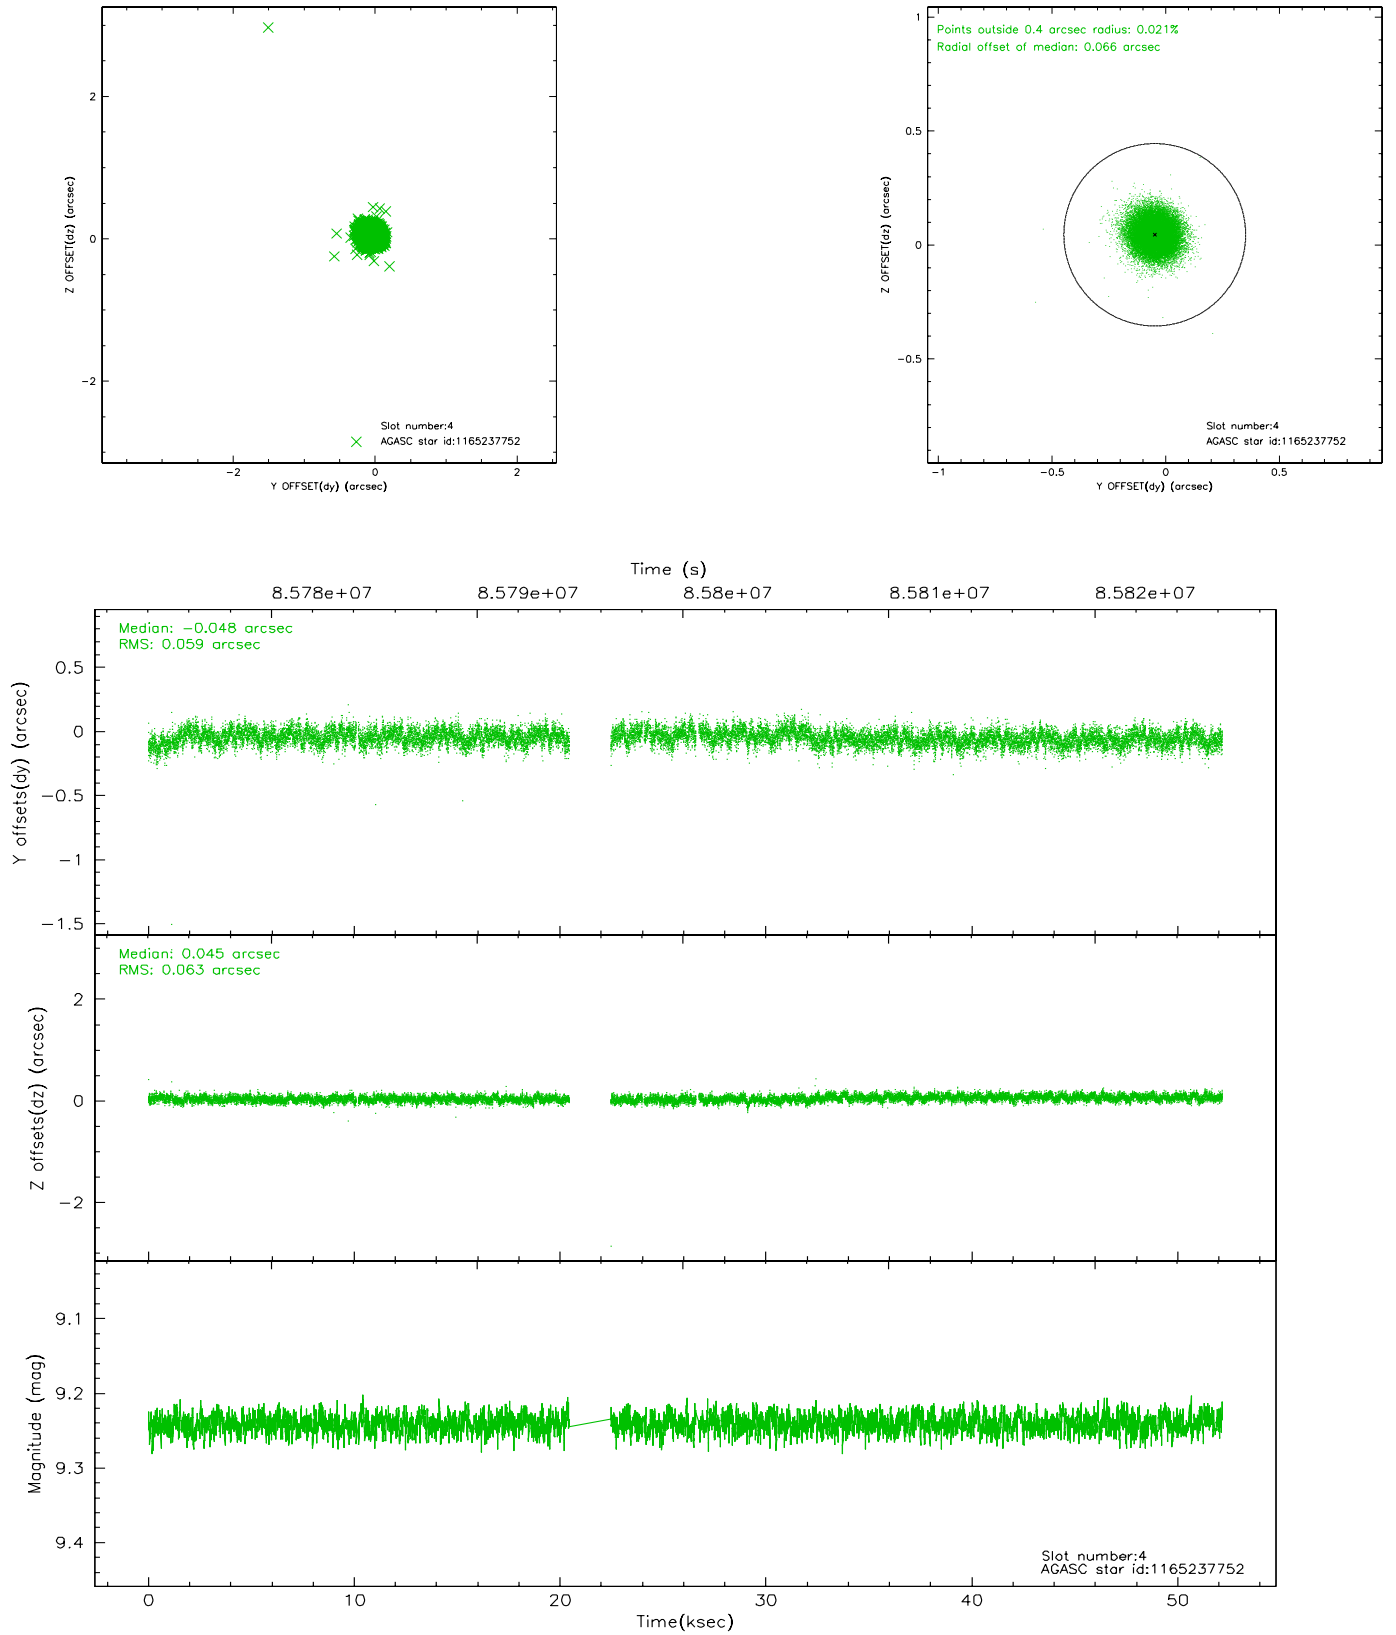 2
0
−2
Z OFFSET(dz) (arcsec)
Slot number:4
AGASC star id:1165237752
−2
0
2
Y OFFSET(dy) (arcsec)
Points outside 0.4 arcsec radius: 0.021%
Radial offset of median: 0.066 arcsec
1
0.5
0
−0.5
Z OFFSET(dz) (arcsec)
Slot number:4
AGASC star id:1165237752
−1
−0.5
0
0.5
Y OFFSET(dy) (arcsec)
Time (s)
8.578e+07
8.579e+07
8.58e+07
8.581e+07
8.582e+07
Median: −0.048 arcsec
RMS: 0.059 arcsec
0.5
0
−0.5
−1
−1.5
Y offsets(dy) (arcsec)
Median: 0.045 arcsec
RMS: 0.063 arcsec
2
0
−2
Z offsets(dz) (arcsec)
9.1
9.2
9.3
9.4
Magnitude (mag)
Slot number:4
AGASC star id:1165237752
0
10
20
30
40
50
Time(ksec)